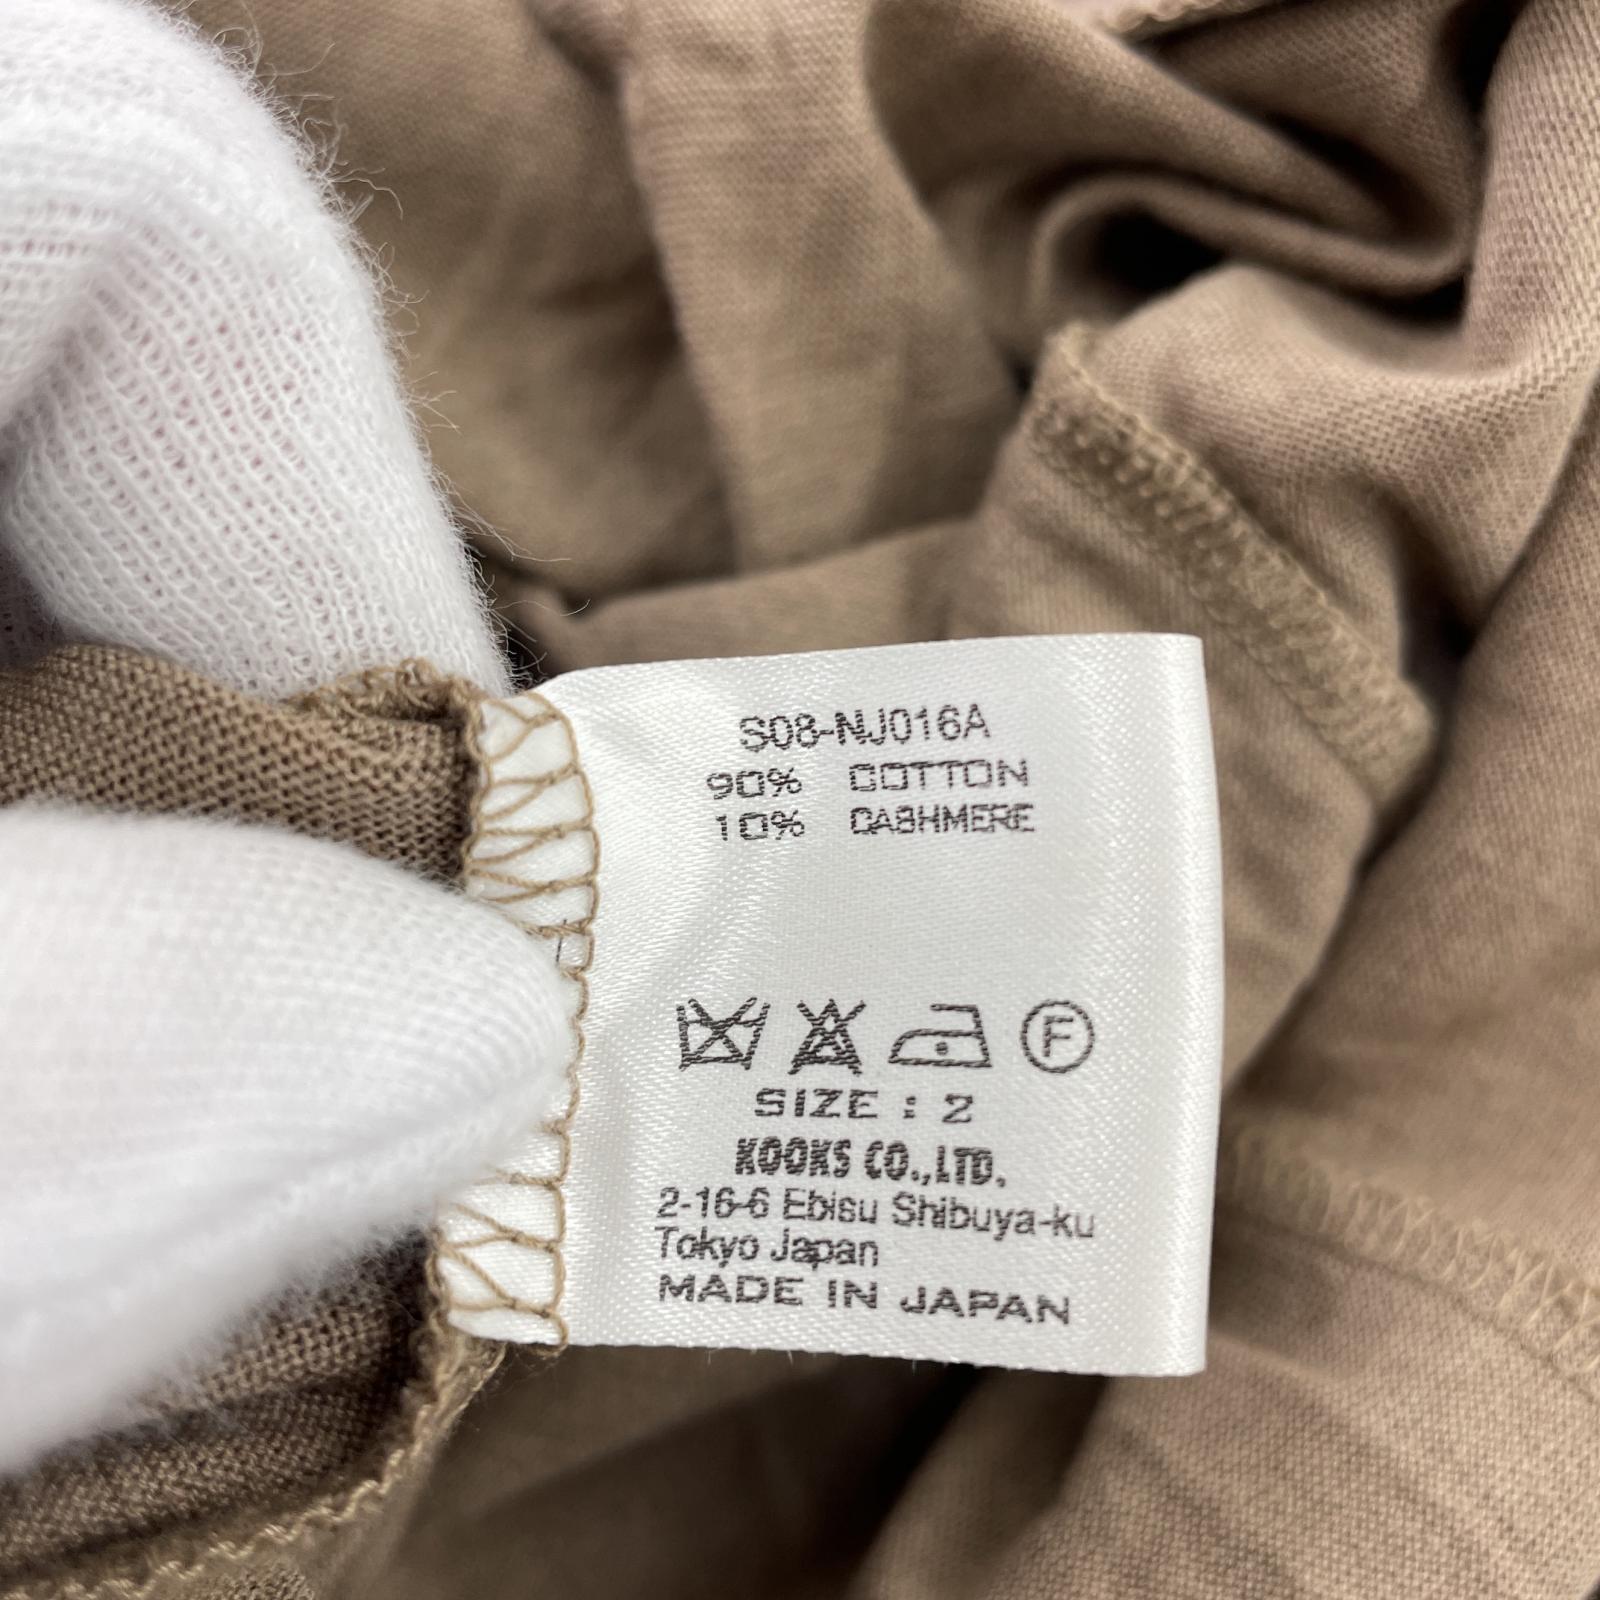 S08-NJ016A
90% COTTON
10% CASHMERE
F
SIZE : 2
KOOKS CO.,LTD.
2-16-6 Ebisu Shibuya-ku
Tokyo Japan
MADE IN JAPAN